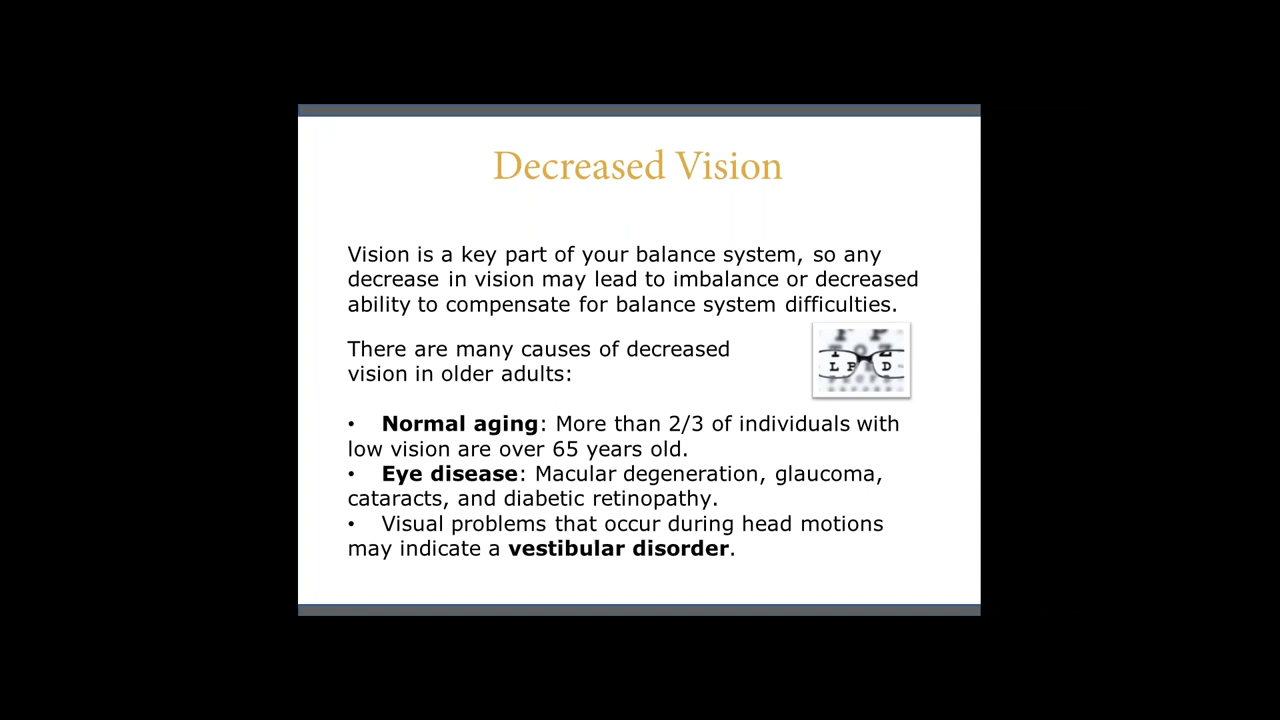 Decreased Vision
Vision is a key part of your balance system, so any
decrease in vision may lead to imbalance or decreased
ability to compensate for balance system difficulties.
There are many causes of decreased
vision in older adults:
L P D
• Normal aging: More than 2/3 of individuals with
low vision are over 65 years old.
• Eye disease: Macular degeneration, glaucoma,
cataracts, and diabetic retinopathy.
• Visual problems that occur during head motions
may indicate a vestibular disorder.